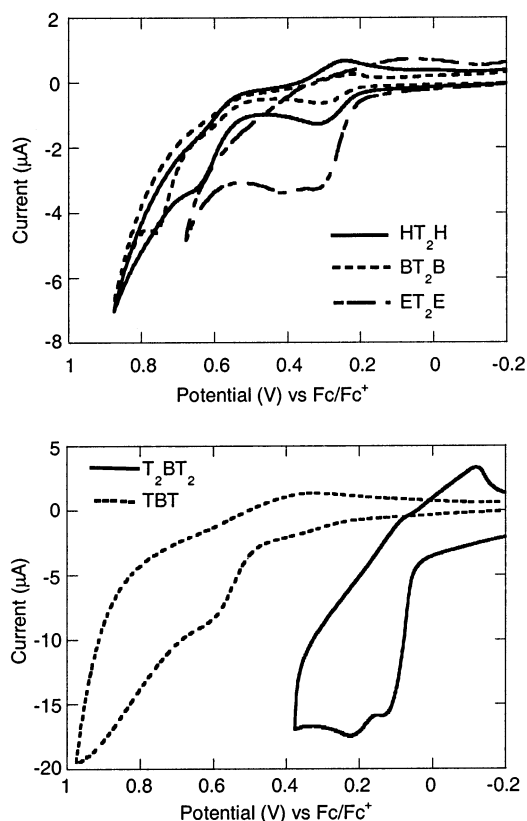 2
0
-2
-4
-6
-8
Current (μA)
HT₂H
BT₂B
ET₂E
1 0.8 0.6 0.4 0.2 0 -0.2
Potential (V) vs Fc/Fc⁺
5
0
-5
-10
-15
-20
Current (μA)
T₂BT₂
TBT
1 0.8 0.6 0.4 0.2 0 -0.2
Potential (V) vs Fc/Fc⁺